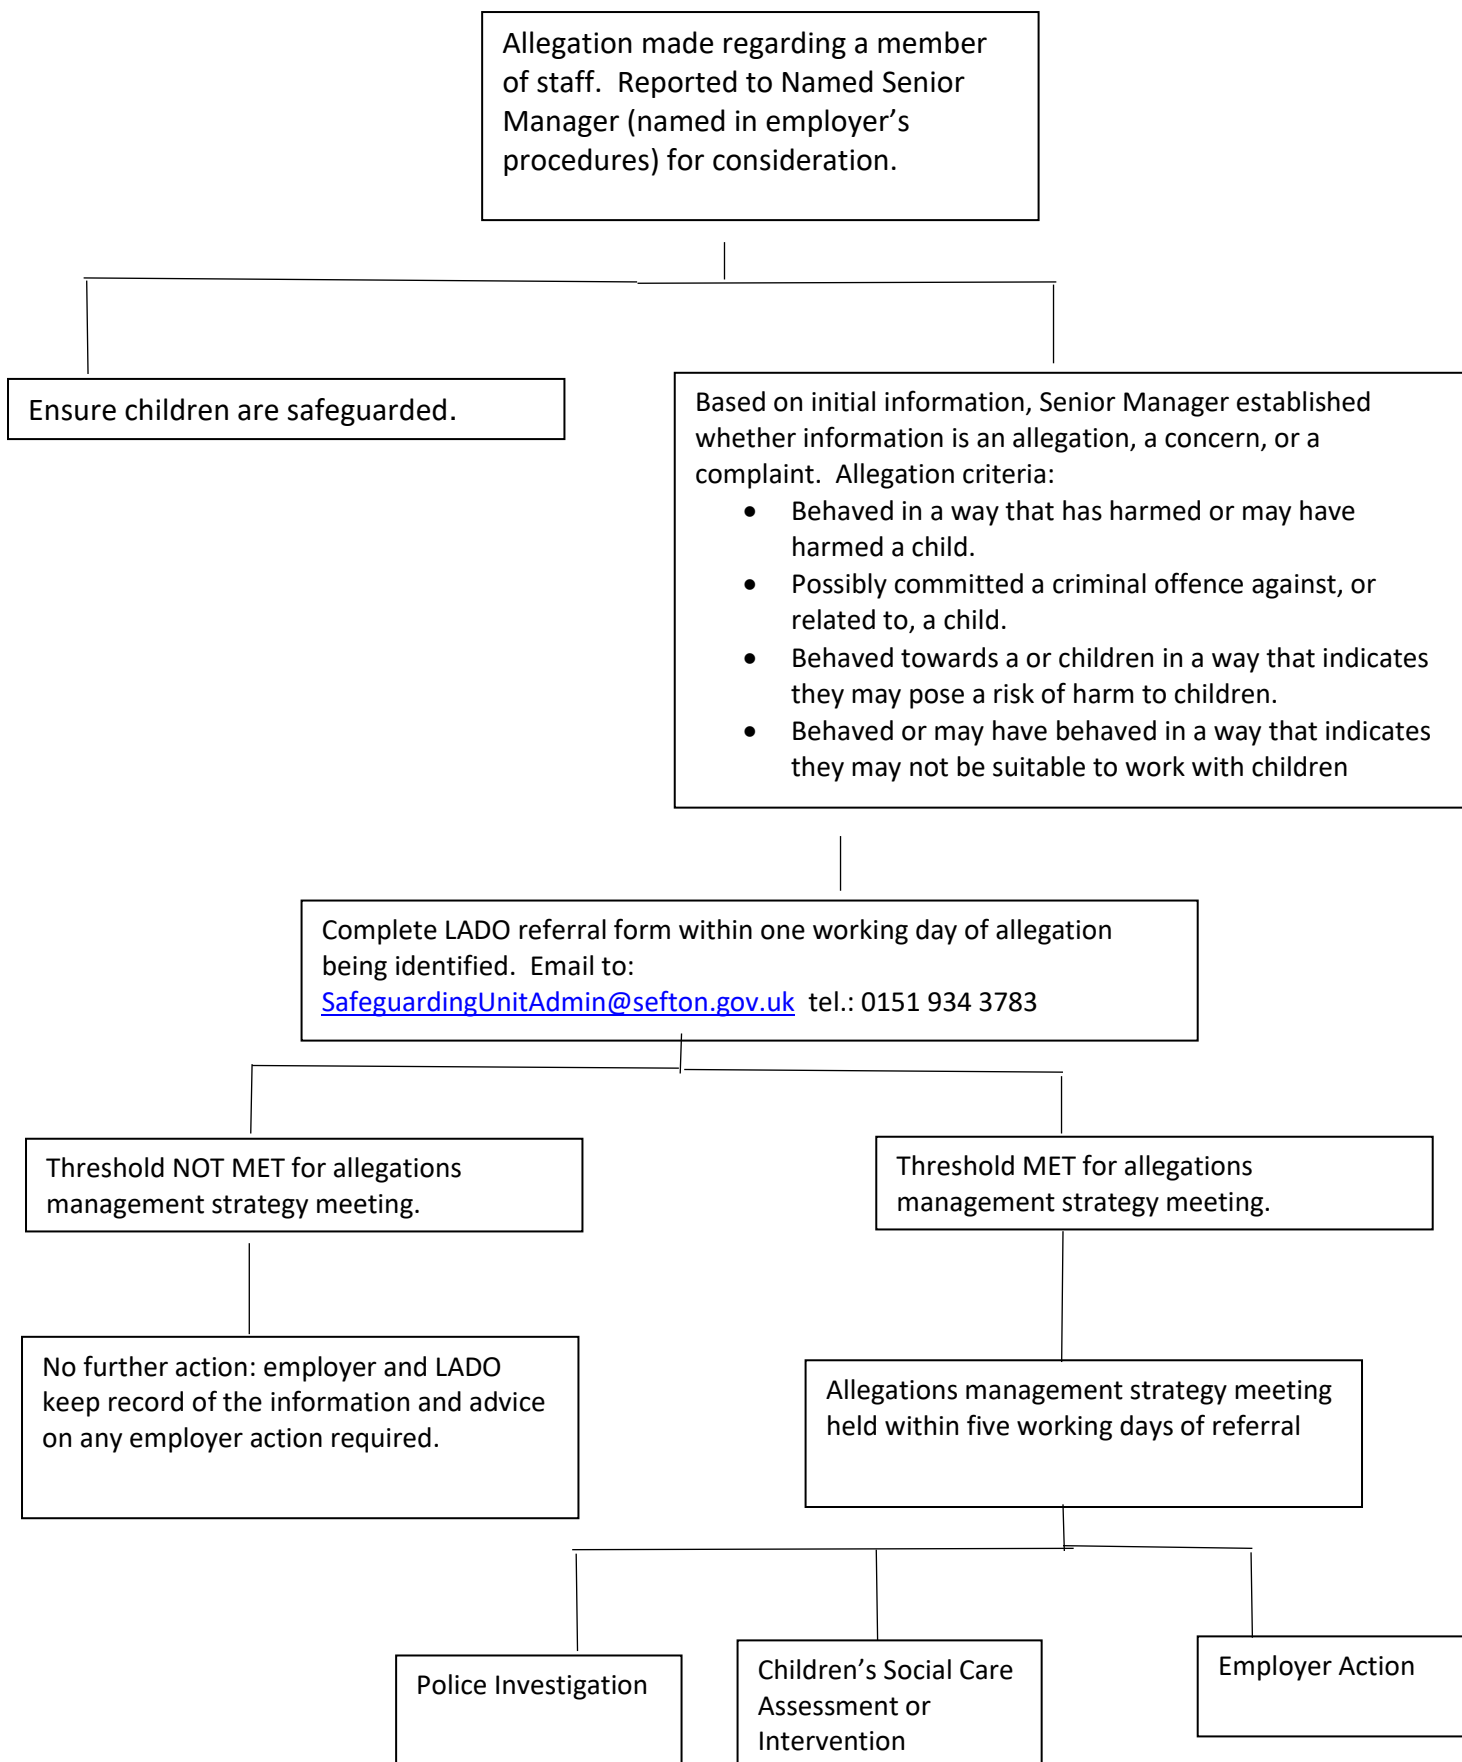 Allegation made regarding a member
of staff.  Reported to Named Senior
Manager (named in employer’s
procedures) for consideration.
Ensure children are safeguarded.
Based on initial information, Senior Manager established
whether information is an allegation, a concern, or a
complaint.  Allegation criteria:
• Behaved in a way that has harmed or may have
harmed a child.
• Possibly committed a criminal offence against, or
related to, a child.
• Behaved towards a or children in a way that indicates
they may pose a risk of harm to children.
• Behaved or may have behaved in a way that indicates
they may not be suitable to work with children
Complete LADO referral form within one working day of allegation
being identified.  Email to:
SafeguardingUnitAdmin@sefton.gov.uk  tel.: 0151 934 3783
Threshold NOT MET for allegations
management strategy meeting.
Threshold MET for allegations
management strategy meeting.
No further action: employer and LADO
keep record of the information and advice
on any employer action required.
Allegations management strategy meeting
held within five working days of referral
Police Investigation
Children’s Social Care
Assessment or
Intervention
Employer Action